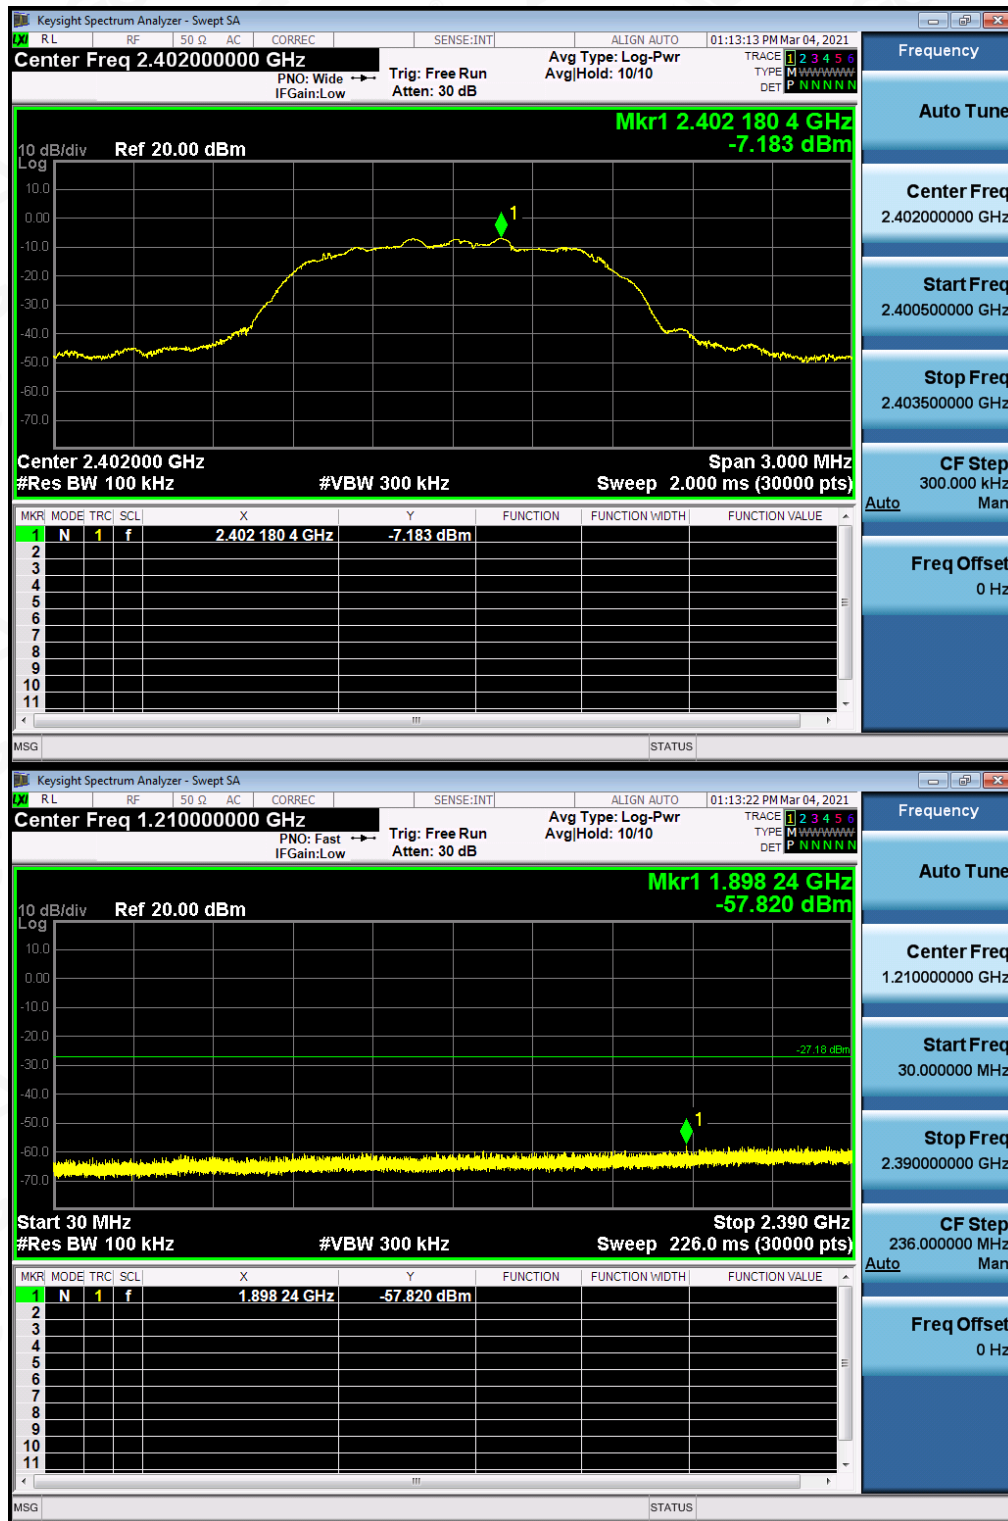 Keysight Spectrum Analyzer - Swept SA
LXI RL RF 50 Ω AC CORREC SENSE:INT ALIGN AUTO 01:13:13 PM Mar 04, 2021
Center Freq 2.402000000 GHz
PNO: Wide
IFGain:Low
Trig: Free Run
Atten: 30 dB
Avg Type: Log-Pwr
Avg|Hold: 10/10
TRACE 1 2 3 4 5 6
TYPE M WWWWW
DET P N N N N N
Frequency
Auto Tune
Center Freq
2.402000000 GHz
Start Freq
2.400500000 GHz
Stop Freq
2.403500000 GHz
CF Step
300.000 kHz
Auto Man
Freq Offset
0 Hz
Mkr1 2.402 180 4 GHz
-7.183 dBm
10 dB/div Ref 20.00 dBm
Log
10.0
0.00
-10.0
-20.0
-30.0
-40.0
-50.0
-60.0
-70.0
1
Center 2.402000 GHz Span 3.000 MHz
#Res BW 100 kHz #VBW 300 kHz Sweep 2.000 ms (30000 pts)
MKR MODE TRC SCL X Y FUNCTION FUNCTION WIDTH FUNCTION VALUE
1 N 1 f 2.402 180 4 GHz -7.183 dBm
2
3
4
5
6
7
8
9
10
11
MSG STATUS
Keysight Spectrum Analyzer - Swept SA
LXI RL RF 50 Ω AC CORREC SENSE:INT ALIGN AUTO 01:13:22 PM Mar 04, 2021
Center Freq 1.210000000 GHz
PNO: Fast
IFGain:Low
Trig: Free Run
Atten: 30 dB
Avg Type: Log-Pwr
Avg|Hold: 10/10
TRACE 1 2 3 4 5 6
TYPE M WWWWW
DET P N N N N N
Frequency
Auto Tune
Center Freq
1.210000000 GHz
Start Freq
30.000000 MHz
Stop Freq
2.390000000 GHz
CF Step
236.000000 MHz
Auto Man
Freq Offset
0 Hz
Mkr1 1.898 24 GHz
-57.820 dBm
10 dB/div Ref 20.00 dBm
Log
10.0
0.00
-10.0
-20.0
-30.0
-40.0
-50.0
-60.0
-70.0
-27.18 dBm
1
Start 30 MHz Stop 2.390 GHz
#Res BW 100 kHz #VBW 300 kHz Sweep 226.0 ms (30000 pts)
MKR MODE TRC SCL X Y FUNCTION FUNCTION WIDTH FUNCTION VALUE
1 N 1 f 1.898 24 GHz -57.820 dBm
2
3
4
5
6
7
8
9
10
11
MSG STATUS